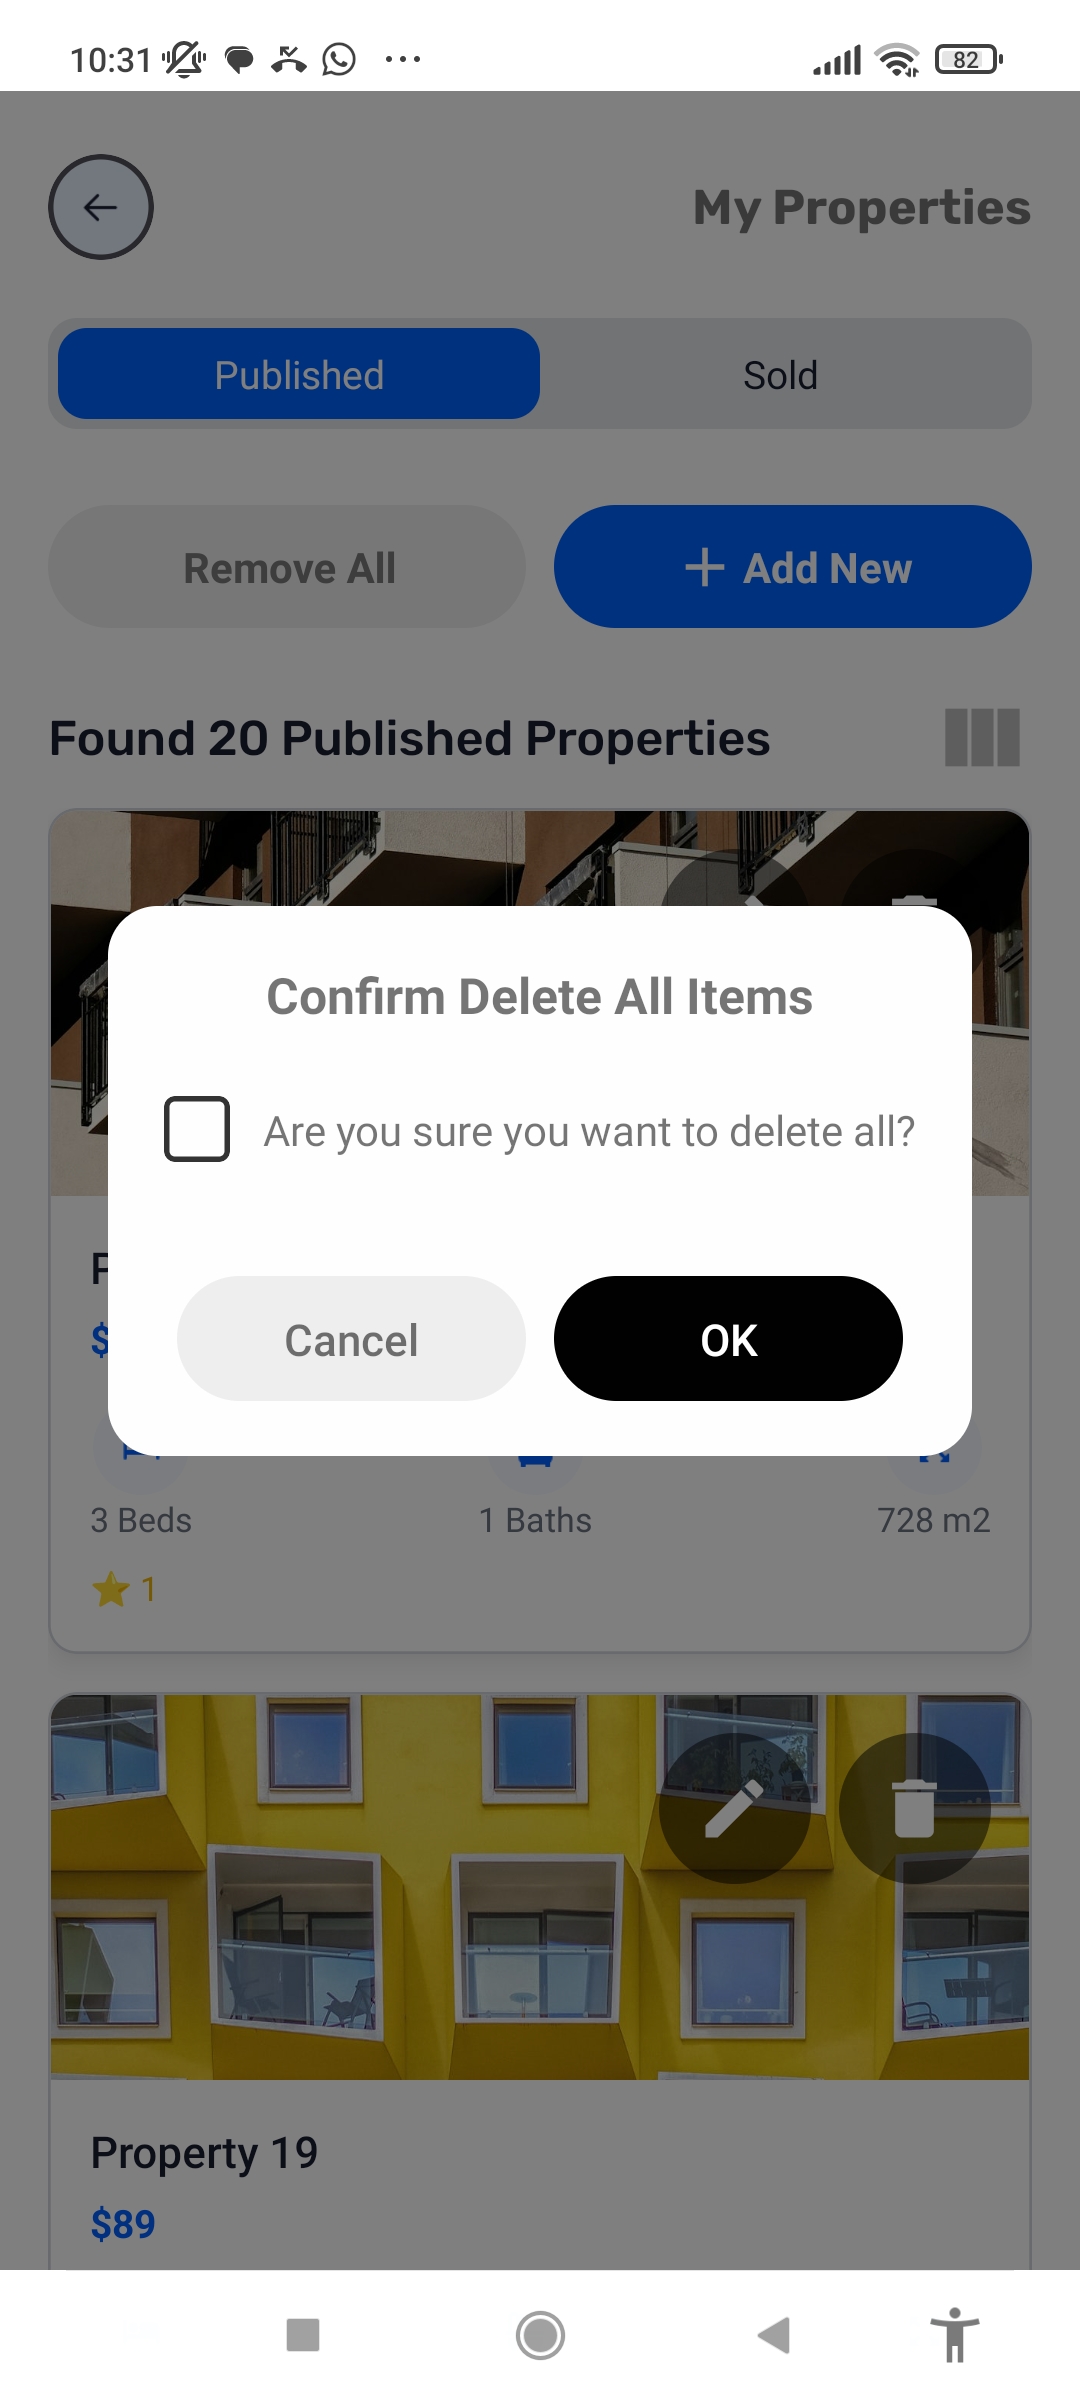 10:31
82
My Properties
Published
Sold
Remove All
Add New
Found 20 Published Properties
Confirm Delete All Items
Are you sure you want to delete all?
Cancel
OK
$
3 Beds
1 Baths
728 m2
1
Property 19
$89